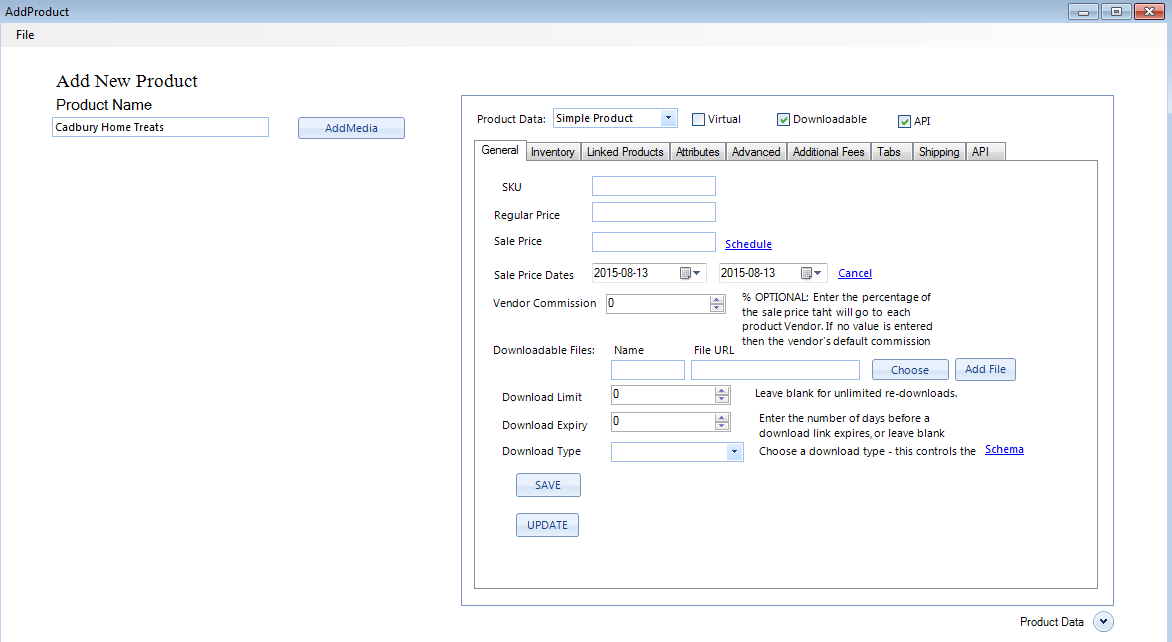 AddProduct
File
Add New Product
Product Name
Cadbury Home Treats
AddMedia
Product Data: Simple Product Virtual Downloadable API
General Inventory Linked Products Attributes Advanced Additional Fees Tabs Shipping API
SKU
Regular Price
Sale Price Schedule
Sale Price Dates 2015-08-13 2015-08-13 Cancel
Vendor Commission 0
% OPTIONAL: Enter the percentage of
the sale price taht will go to each
product Vendor. If no value is entered
then the vendor's default commission
Downloadable Files: Name File URL
Choose Add File
Download Limit 0 Leave blank for unlimited re-downloads.
Download Expiry 0 Enter the number of days before a
download link expires, or leave blank
Download Type Choose a download type - this controls the Schema
SAVE
UPDATE
Product Data